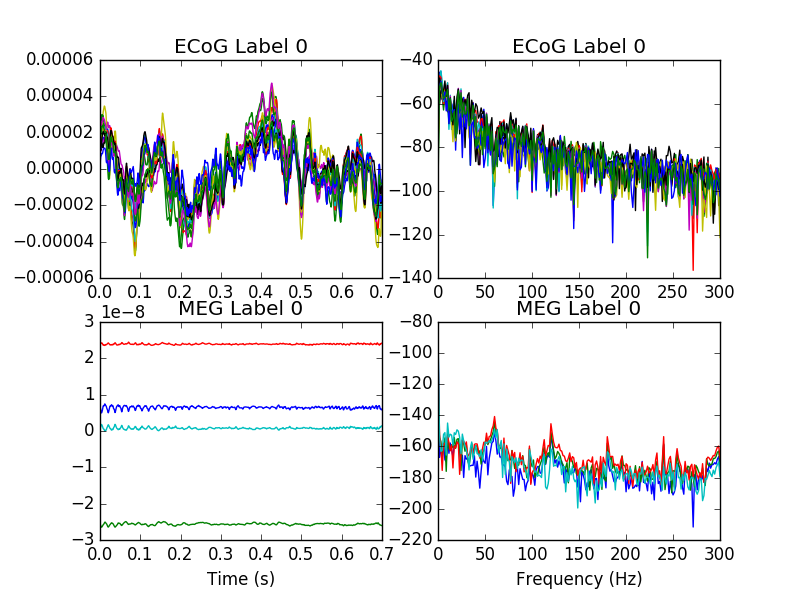 ECoG Label 0
0.00006
0.00004
0.00002
0.00000
−0.00002
−0.00004
−0.00006
0.0 0.1 0.2 0.3 0.4 0.5 0.6 0.7
ECoG Label 0
−40
−60
−80
−100
−120
−140
0 50 100 150 200 250 300
MEG Label 0
1e−8
3
2
1
0
−1
−2
−3
0.0 0.1 0.2 0.3 0.4 0.5 0.6 0.7
Time (s)
MEG Label 0
−80
−100
−120
−140
−160
−180
−200
−220
0 50 100 150 200 250 300
Frequency (Hz)